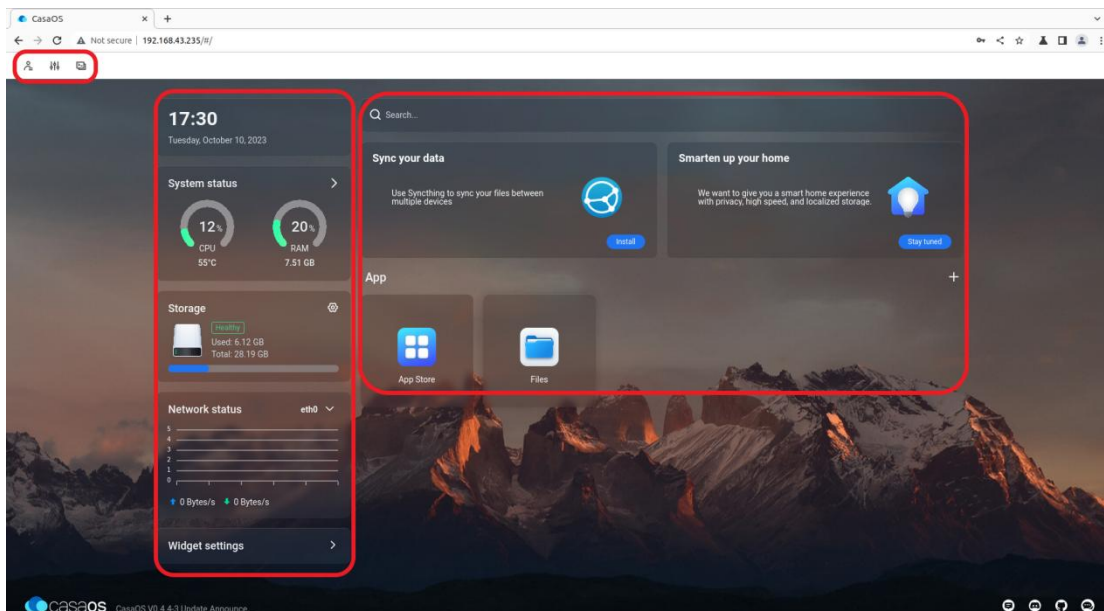 CasaOS
Not secure
192.168.43.235/#/
17:30
Tuesday, October 10, 2023
System status
12%
CPU
55°C
20%
RAM
7.51 GB
Storage
Healthy
Used: 6.12 GB
Total: 28.19 GB
Network status
eth0
5
4
3
2
1
0
0 Bytes/s
0 Bytes/s
Widget settings
Search...
Sync your data
Use Syncthing to sync your files between
multiple devices
Install
Smarten up your home
We want to give you a smart home experience
with privacy, high speed, and localized storage.
Stay tuned
App
App Store
Files
CasaOS
CasaOS V0.4.4-3 Update Announce